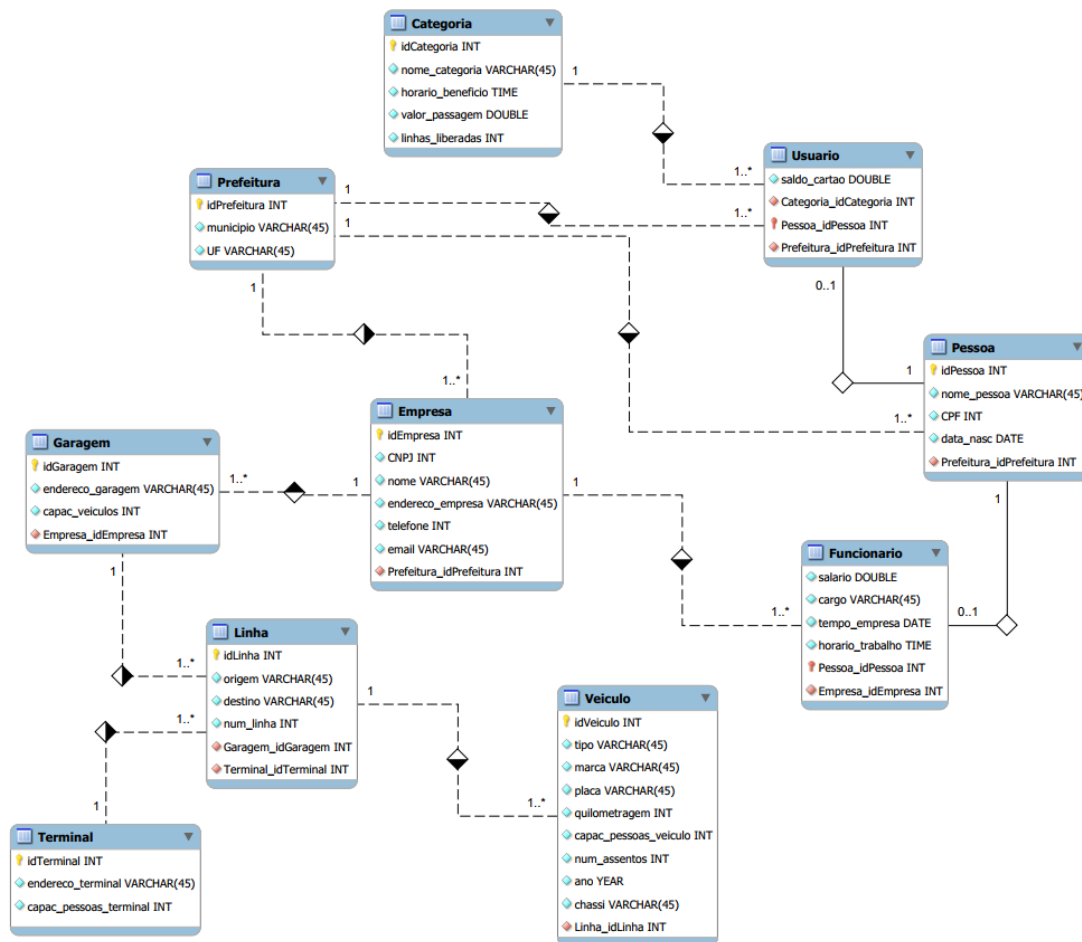 Categoria
idCategoria INT
nome_categoria VARCHAR(45)
horario_beneficio TIME
valor_passagem DOUBLE
linhas_liberadas INT
1
1..*
Usuario
saldo_cartao DOUBLE
Categoria_idCategoria INT
Pessoa_idPessoa INT
Prefeitura_idPrefeitura INT
Prefeitura
idPrefeitura INT
municipio VARCHAR(45)
UF VARCHAR(45)
1
1..*
1
1..*
1
1..*
0..1
1
Pessoa
idPessoa INT
nome_pessoa VARCHAR(45)
CPF INT
data_nasc DATE
Prefeitura_idPrefeitura INT
Empresa
idEmpresa INT
CNPJ INT
nome VARCHAR(45)
endereco_empresa VARCHAR(45)
telefone INT
email VARCHAR(45)
Prefeitura_idPrefeitura INT
Garagem
idGaragem INT
endereco_garagem VARCHAR(45)
capac_veiculos INT
Empresa_idEmpresa INT
1..*
1
1
1..*
1
0..1
Funcionario
salario DOUBLE
cargo VARCHAR(45)
tempo_empresa DATE
horario_trabalho TIME
Pessoa_idPessoa INT
Empresa_idEmpresa INT
1
1..*
Linha
idLinha INT
origem VARCHAR(45)
destino VARCHAR(45)
num_linha INT
Garagem_idGaragem INT
Terminal_idTerminal INT
1..*
1
1
1..*
Veiculo
idVeiculo INT
tipo VARCHAR(45)
marca VARCHAR(45)
placa VARCHAR(45)
quilometragem INT
capac_pessoas_veiculo INT
num_assentos INT
ano YEAR
chassi VARCHAR(45)
Linha_idLinha INT
Terminal
idTerminal INT
endereco_terminal VARCHAR(45)
capac_pessoas_terminal INT